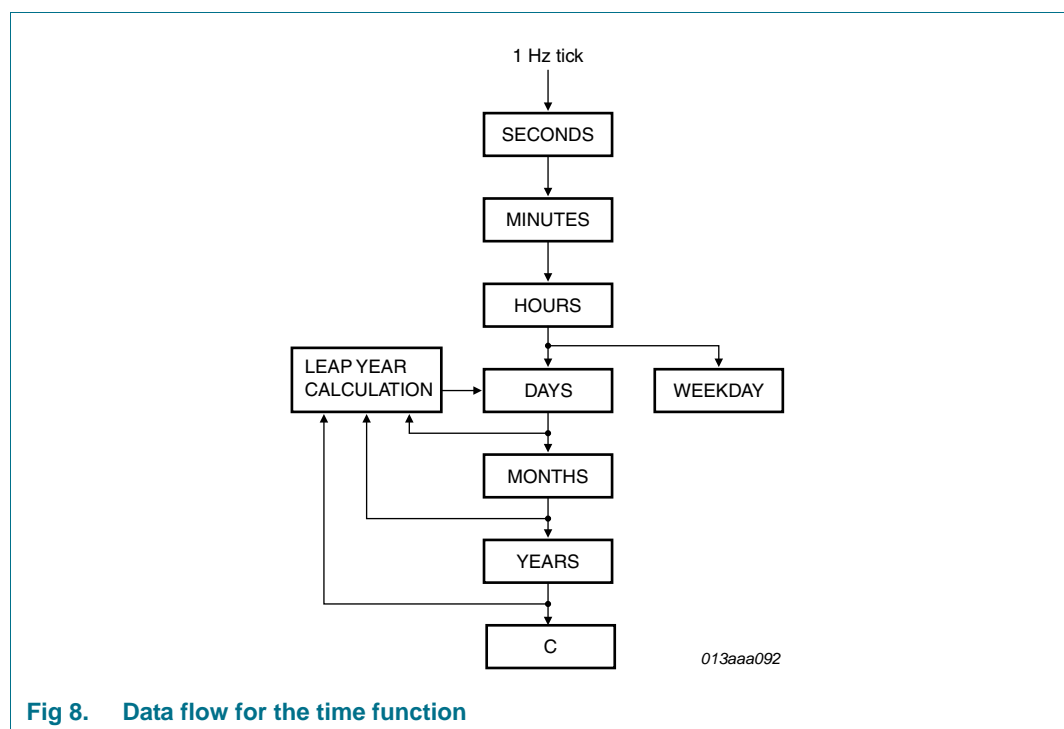 1 Hz tick
SECONDS
MINUTES
HOURS
LEAP YEAR
CALCULATION
DAYS
WEEKDAY
MONTHS
YEARS
C
013aaa092
Fig 8. Data flow for the time function